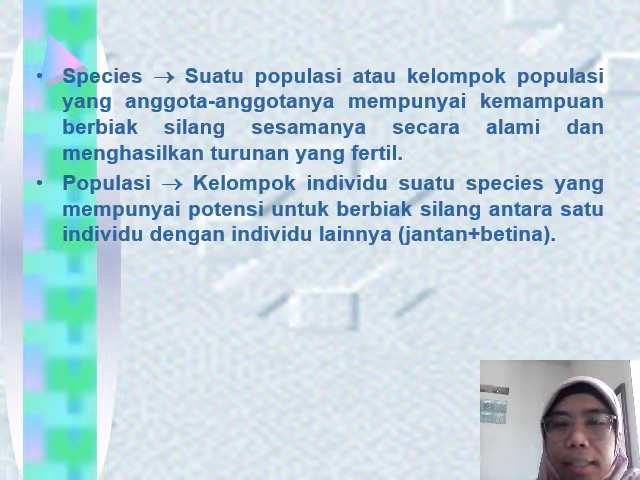 • Species → Suatu populasi atau kelompok populasi
yang anggota-anggotanya mempunyai kemampuan
berbiak silang sesamanya secara alami dan
menghasilkan turunan yang fertil.
• Populasi → Kelompok individu suatu species yang
mempunyai potensi untuk berbiak silang antara satu
individu dengan individu lainnya (jantan+betina).